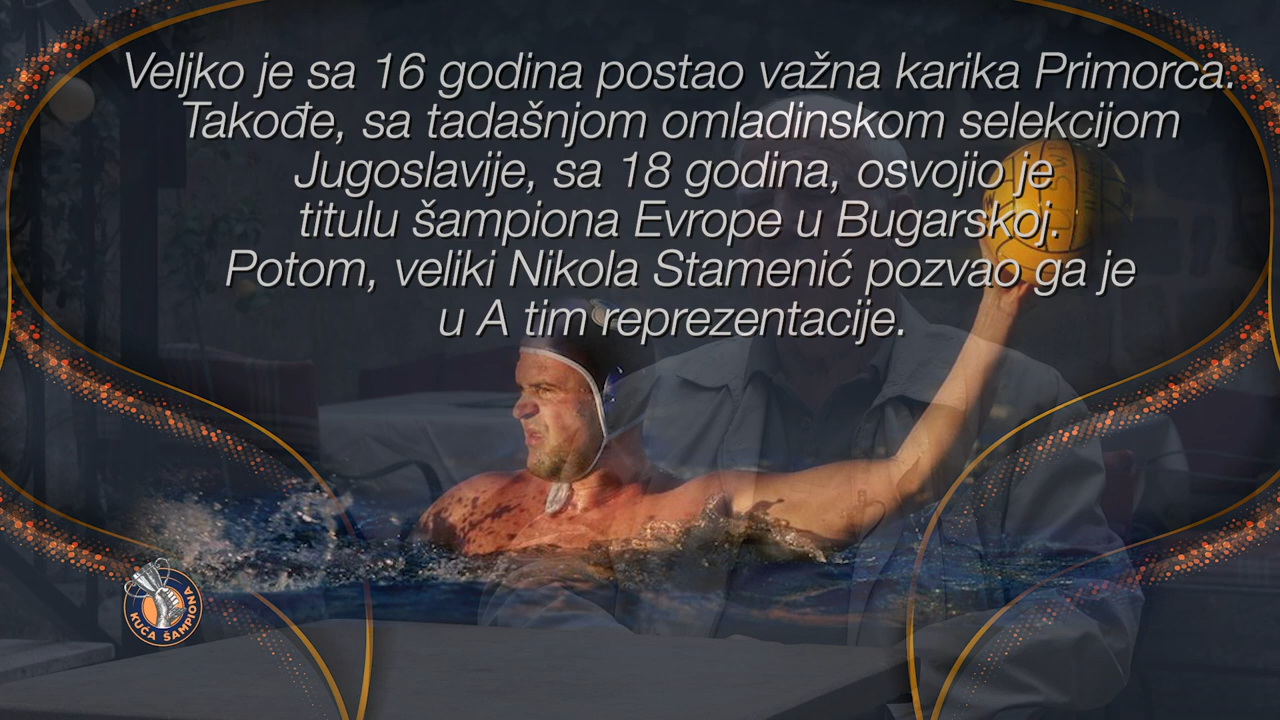 Veljko je sa 16 godina postao važna karika Primorca.
Takođe, sa tadašnjom omladinskom selekcijom
Jugoslavije, sa 18 godina, osvojio je
titulu šampiona Evrope u Bugarskoj.
Potom, veliki Nikola Stamenić pozvao ga je
u A tim reprezentacije.
KUĆA ŠAMPIONA